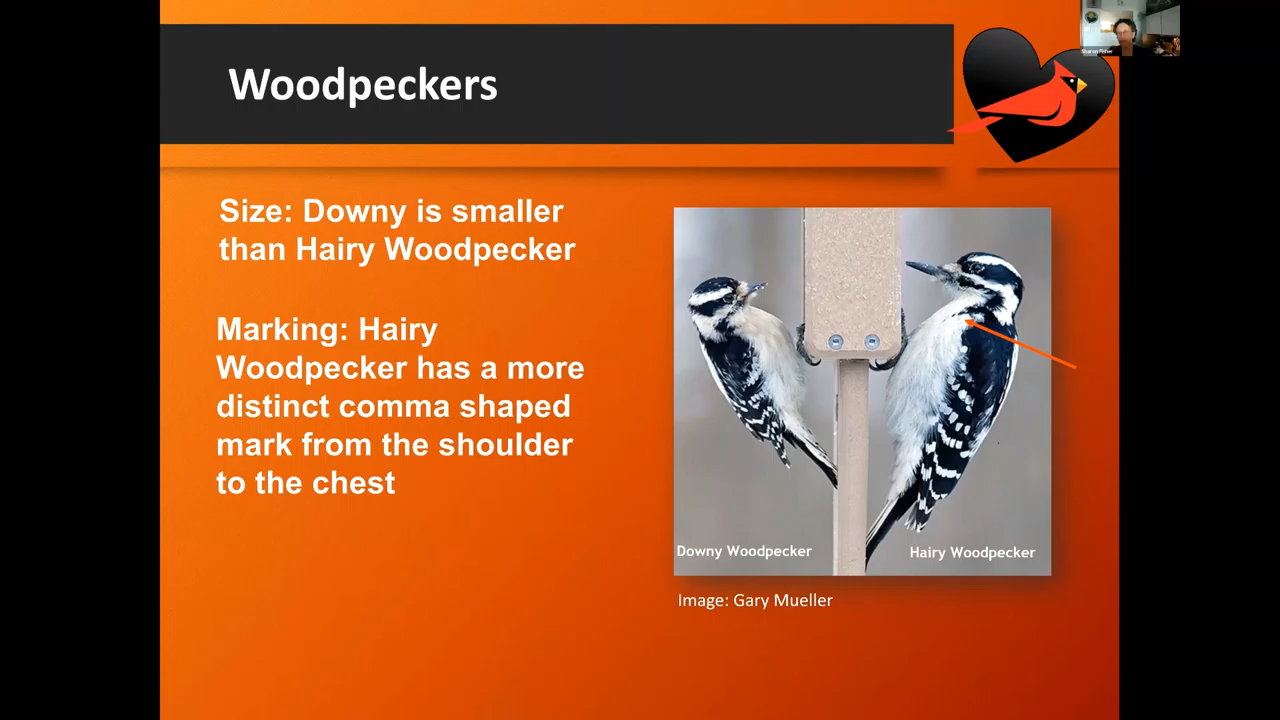 Woodpeckers
Size: Downy is smaller
than Hairy Woodpecker
Marking: Hairy
Woodpecker has a more
distinct comma shaped
mark from the shoulder
to the chest
Downy Woodpecker
Hairy Woodpecker
Image: Gary Mueller